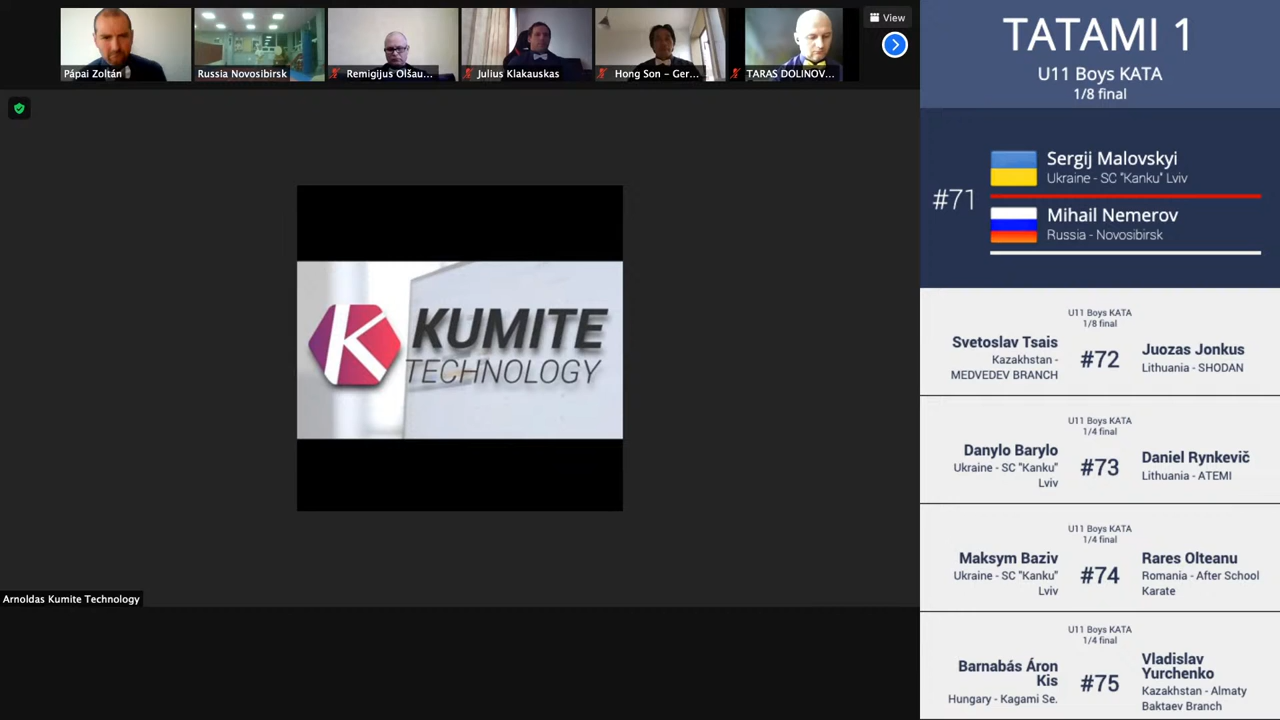 View
Pápai Zoltán
Russia Novosibirsk
Remigijus Olšau...
Julius Klakauskas
Hong Son – Ger...
TARAS DOLINOV...
KUMITE
TECHNOLOGY
Arnoldas Kumite Technology
TATAMI 1
U11 Boys KATA
1/8 final
#71
Sergij Malovskyi
Ukraine - SC "Kanku" Lviv
Mihail Nemerov
Russia - Novosibirsk
U11 Boys KATA
1/8 final
Svetoslav Tsais
Kazakhstan -
MEDVEDEV BRANCH
#72
Juozas Jonkus
Lithuania - SHODAN
U11 Boys KATA
1/4 final
Danylo Barylo
Ukraine - SC "Kanku"
Lviv
#73
Daniel Rynkevič
Lithuania - ATEMI
U11 Boys KATA
1/4 final
Maksym Baziv
Ukraine - SC "Kanku"
Lviv
#74
Rares Olteanu
Romania - After School
Karate
U11 Boys KATA
1/4 final
Barnabás Áron
Kis
Hungary - Kagami Se.
#75
Vladislav
Yurchenko
Kazakhstan - Almaty
Baktaev Branch